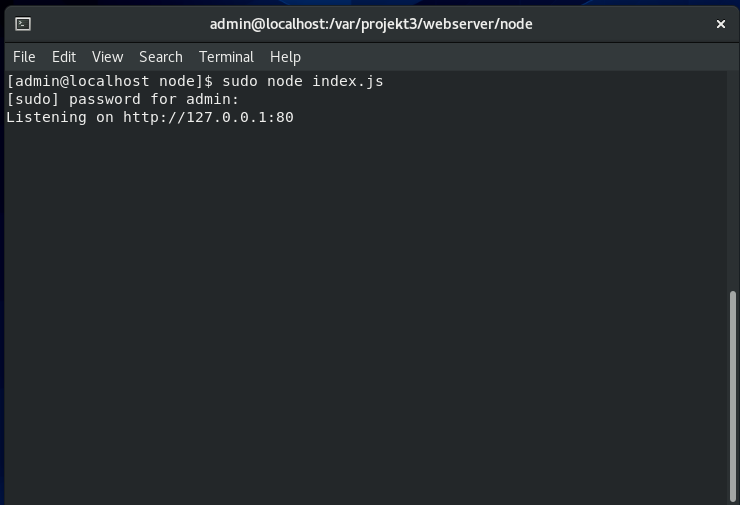 admin@localhost:/var/projekt3/webserver/node
File Edit View Search Terminal Help
[admin@localhost node]$ sudo node index.js
[sudo] password for admin:
Listening on http://127.0.0.1:80